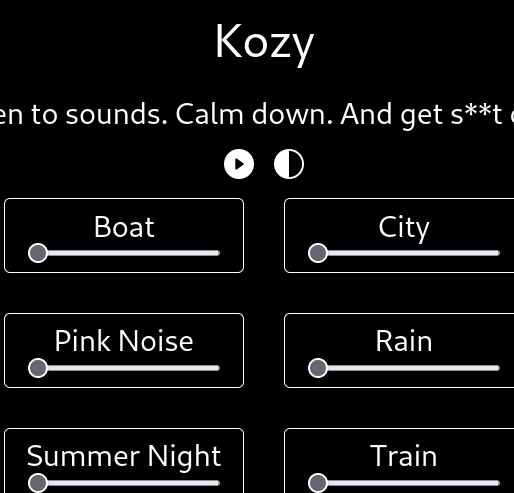 Kozy
en to sounds. Calm down. And get s**t
Boat
City
Pink Noise
Rain
Summer Night
Train